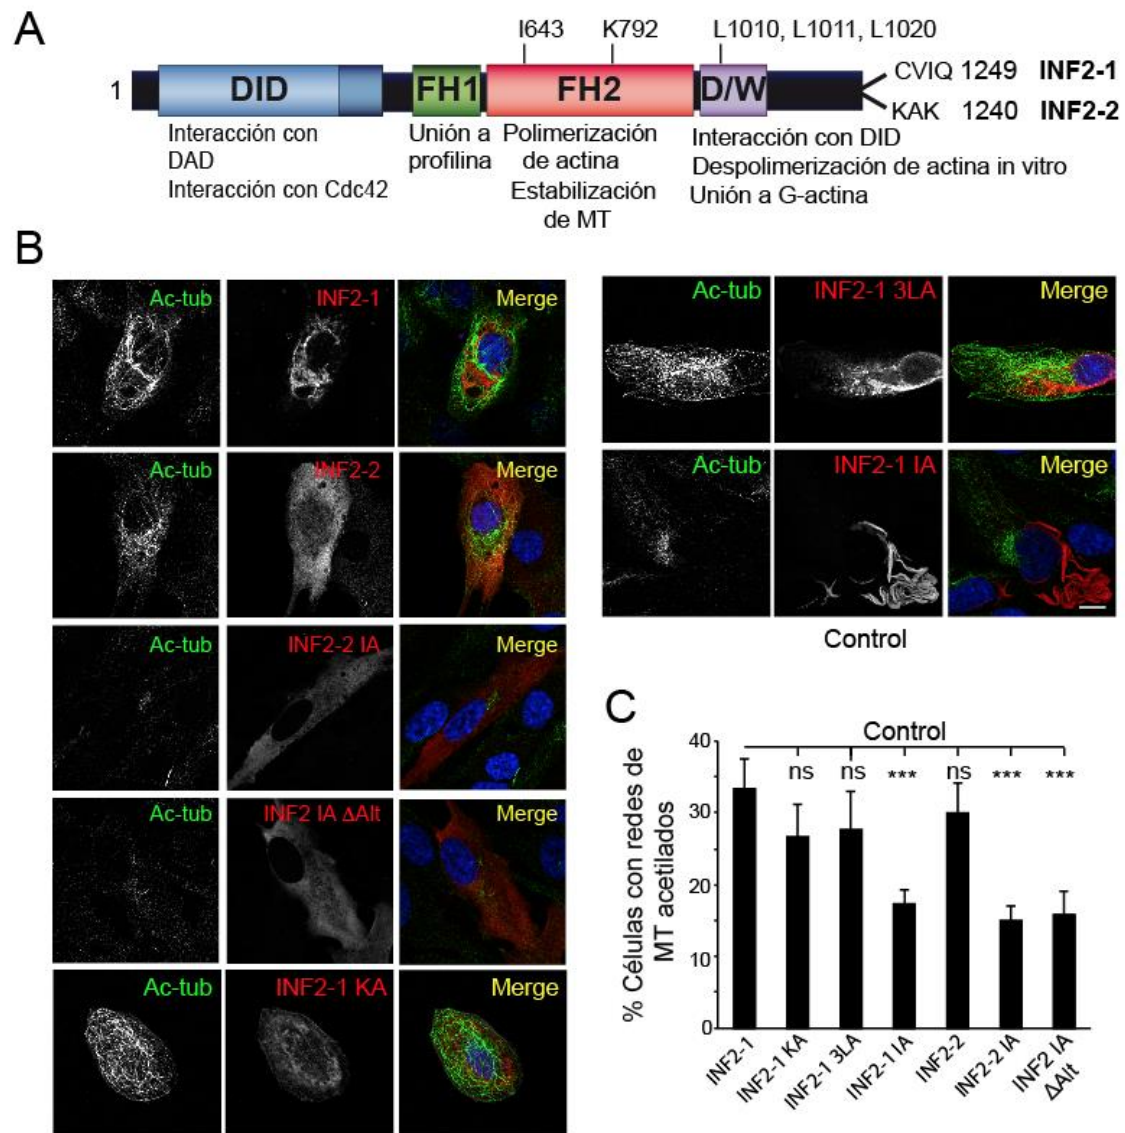 A
I643 K792 L1010, L1011, L1020
1 DID FH1 FH2 D/W CVIQ 1249 INF2-1
KAK 1240 INF2-2
Interacción con
DAD
Interacción con Cdc42
Unión a
profilina
Polimerización
de actina
Estabilización
de MT
Interacción con DID
Despolimerización de actina in vitro
Unión a G-actina
B
Ac-tub INF2-1 Merge
Ac-tub INF2-2 Merge
Ac-tub INF2-2 IA Merge
Ac-tub INF2 IA ΔAlt Merge
Ac-tub INF2-1 KA Merge
Ac-tub INF2-1 3LA Merge
Ac-tub INF2-1 IA Merge
Control
C
Control
ns ns *** ns *** ***
% Células con redes de
MT acetilados
40
30
20
10
0
INF2-1
INF2-1 KA
INF2-1 3LA
INF2-1 IA
INF2-2
INF2-2 IA
INF2 IA
ΔAlt